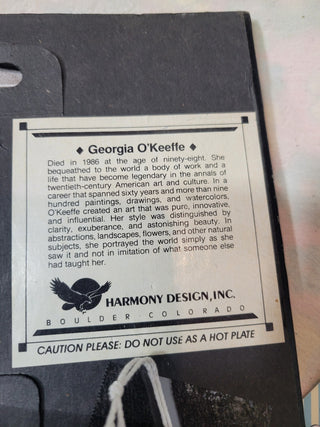 ♦ Georgia O'Keeffe ♦
Died in 1986 at the age of ninety-eight. She
bequeathed to the world a body of work and a
life that have become legendary in the annals of
twentieth-century American art and culture. In a
career that spanned sixty years and more than nine
hundred paintings, drawings, and watercolors,
O'Keeffe created an art that was pure, innovative,
and influential. Her style was distinguished by
clarity, exuberance, and astonishing beauty. In
abstractions, landscapes, flowers, and other natural
subjects, she portrayed the world simply as she
saw it and not in imitation of what someone else
had taught her.
HARMONY DESIGN, INC.
BOULDER · COLORADO
CAUTION PLEASE: DO NOT USE AS A HOT PLATE